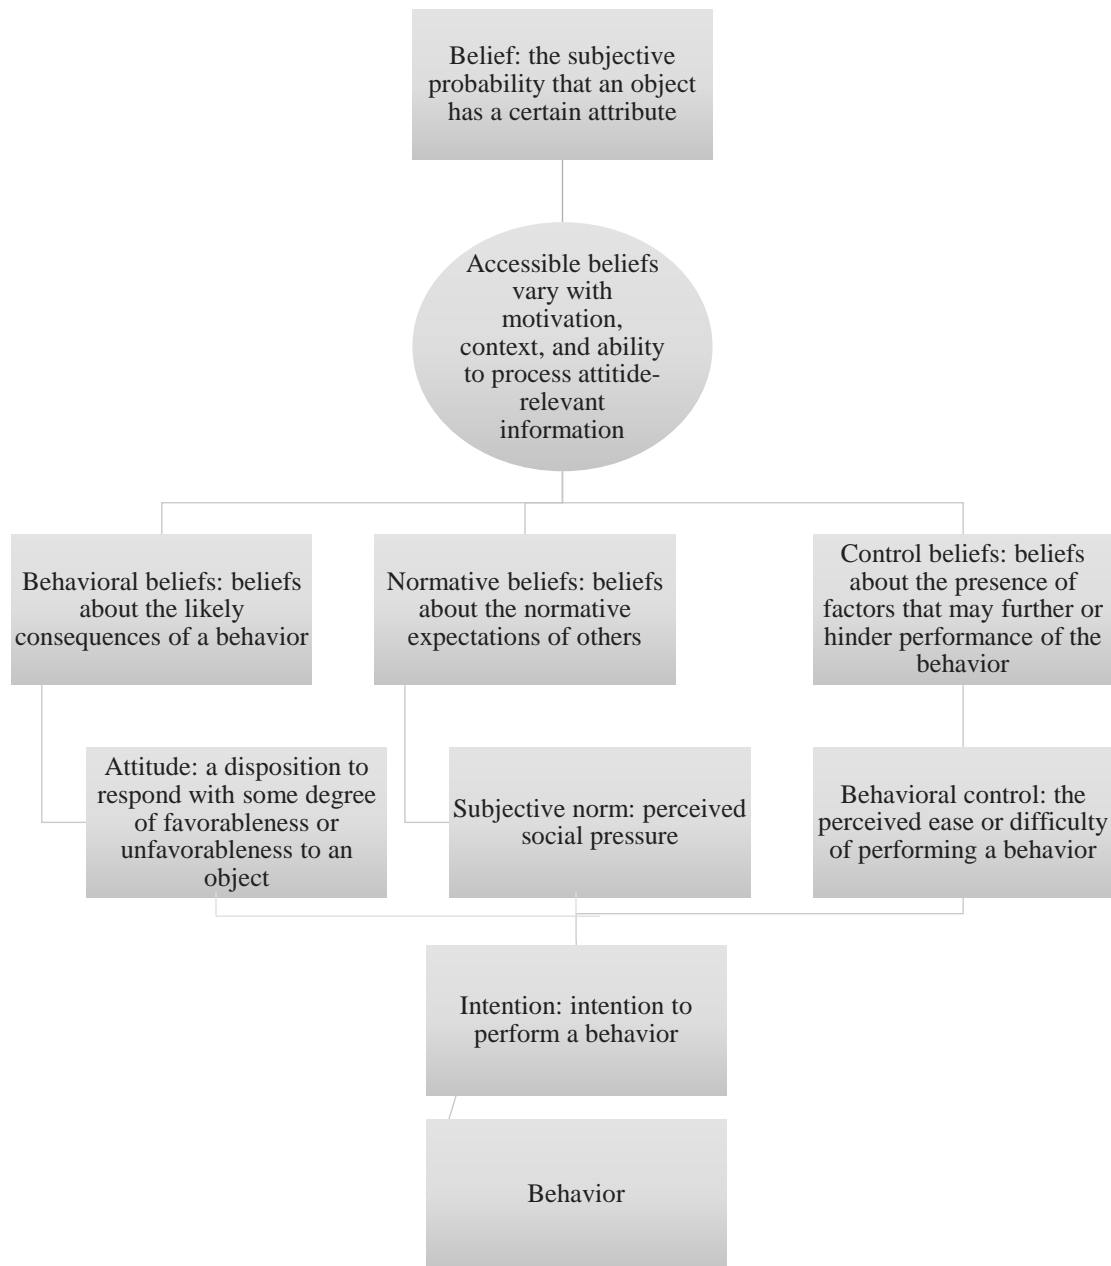 Belief: the subjective
probability that an object
has a certain attribute
Accessible beliefs
vary with
motivation,
context, and ability
to process attitide-
relevant
information
Behavioral beliefs: beliefs
about the likely
consequences of a behavior
Normative beliefs: beliefs
about the normative
expectations of others
Control beliefs: beliefs
about the presence of
factors that may further or
hinder performance of the
behavior
Attitude: a disposition to
respond with some degree
of favorableness or
unfavorableness to an
object
Subjective norm: perceived
social pressure
Behavioral control: the
perceived ease or difficulty
of performing a behavior
Intention: intention to
perform a behavior
Behavior